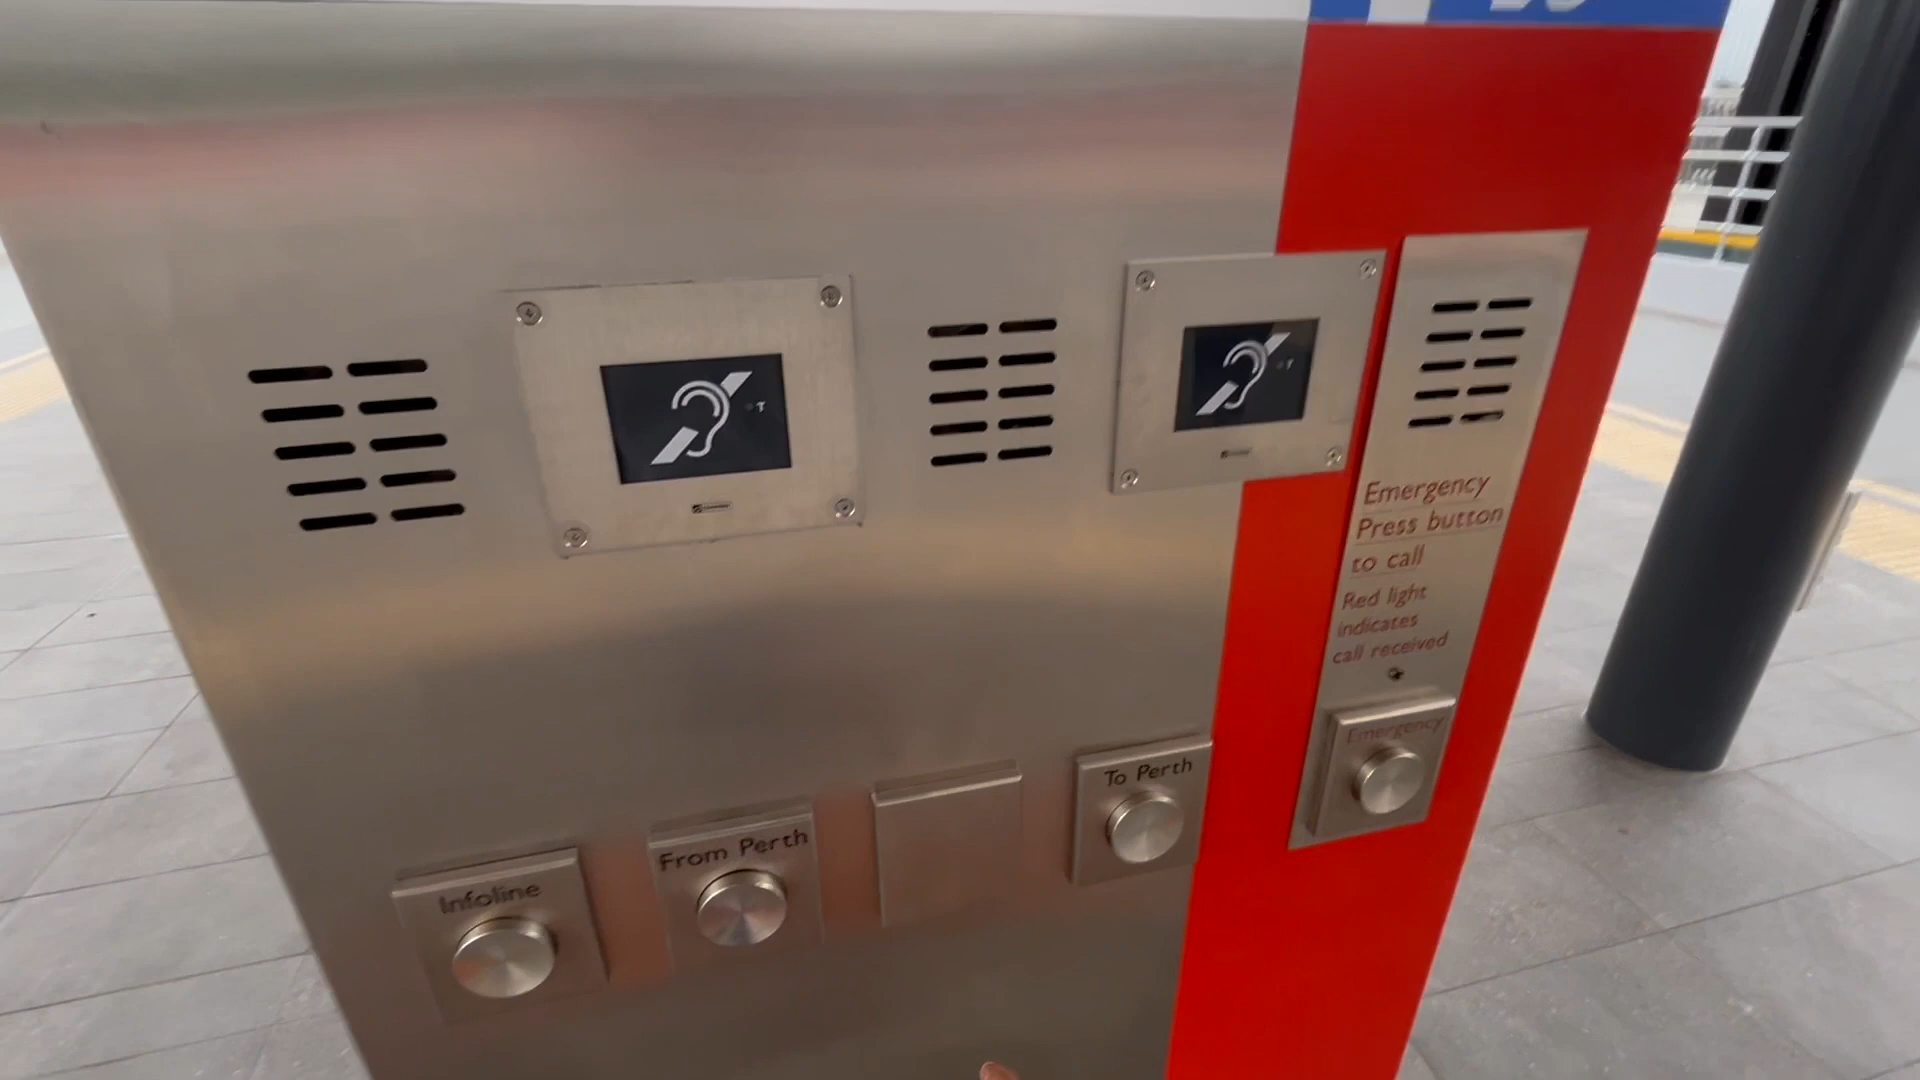 T
T
Emergency
Press button
to call
Red light
indicates
call received
Emergency
To Perth
From Perth
Infoline